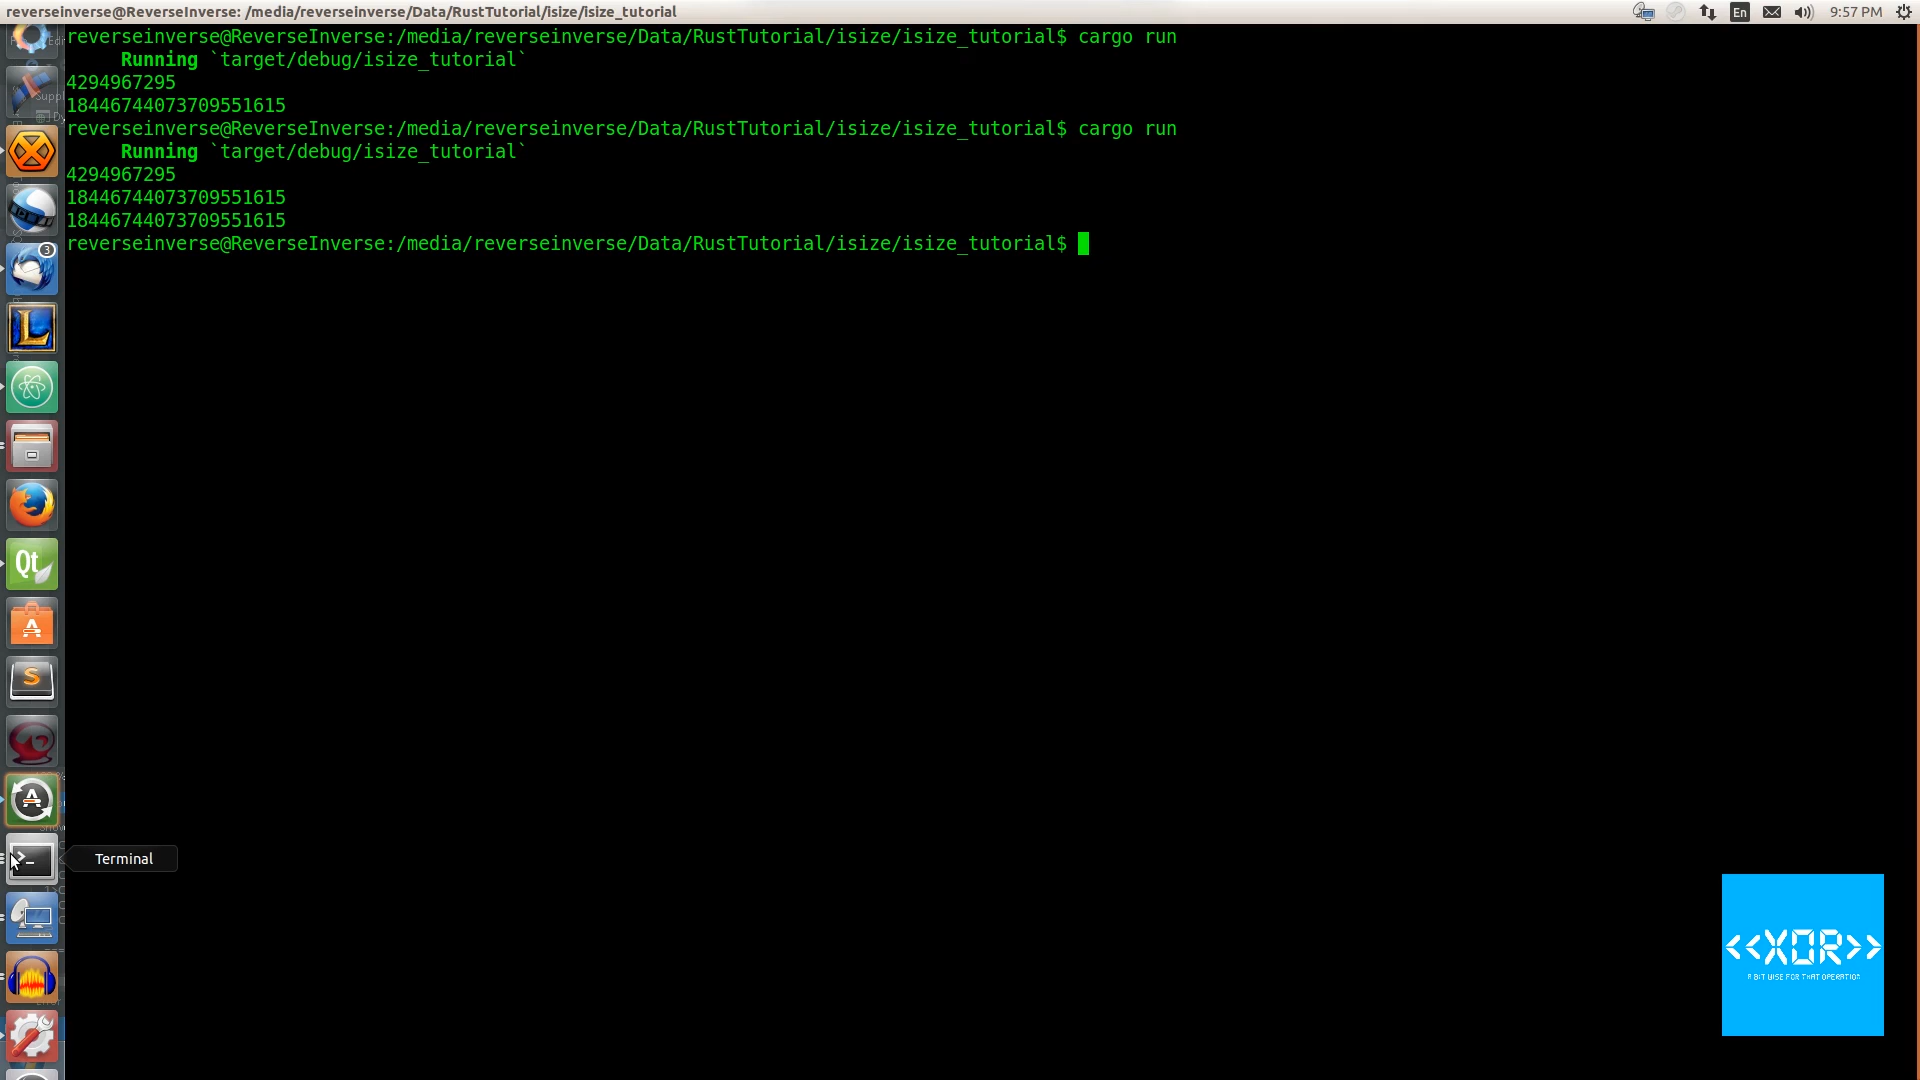 reverseinverse@ReverseInverse: /media/reverseinverse/Data/RustTutorial/isize/isize_tutorial
En
9:57 PM
reverseinverse@ReverseInverse:/media/reverseinverse/Data/RustTutorial/isize/isize_tutorial$ cargo run
Running `target/debug/isize_tutorial`
4294967295
18446744073709551615
reverseinverse@ReverseInverse:/media/reverseinverse/Data/RustTutorial/isize/isize_tutorial$ cargo run
Running `target/debug/isize_tutorial`
4294967295
18446744073709551615
18446744073709551615
reverseinverse@ReverseInverse:/media/reverseinverse/Data/RustTutorial/isize/isize_tutorial$
3
L
Qt
S
Terminal
<<XOR>>
A BIT WISE FOR THAT OPERATION